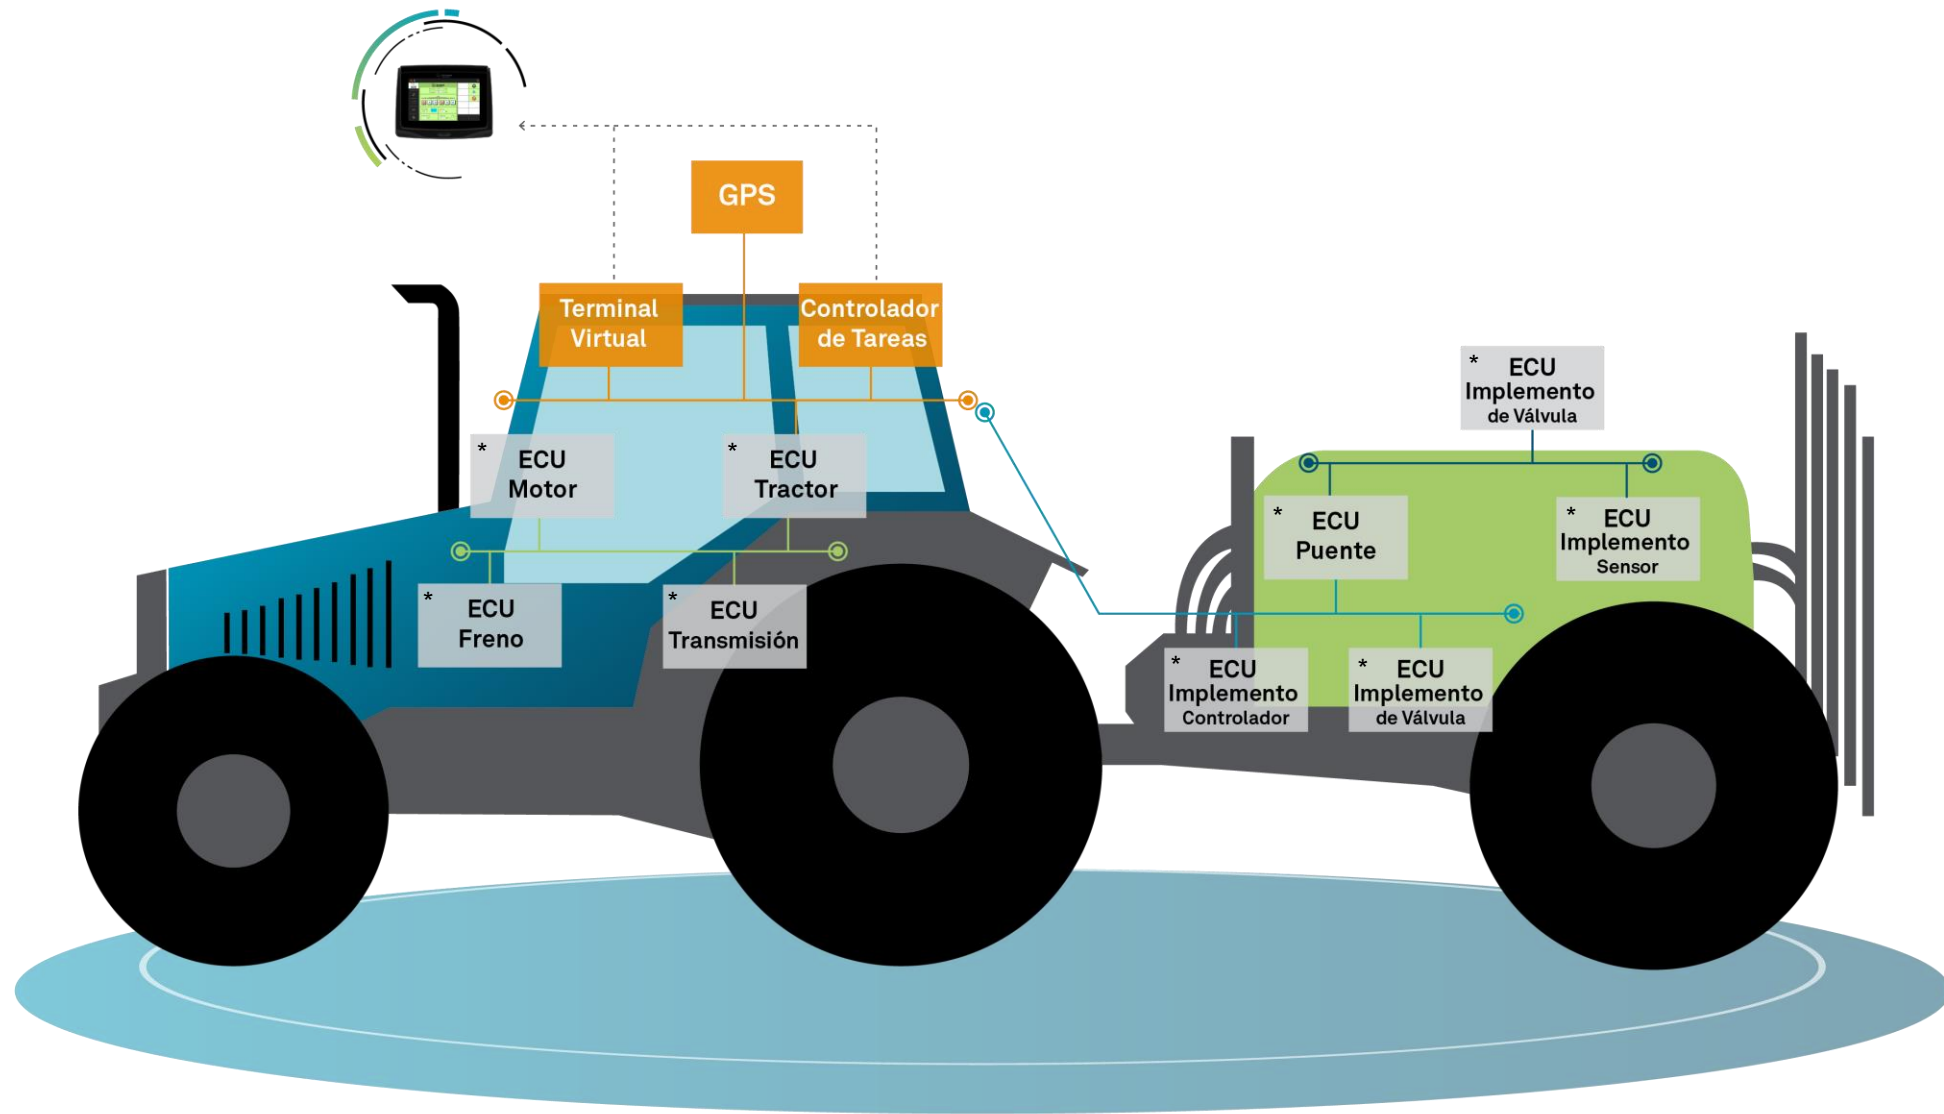 GPS
Terminal
Virtual
Controlador
de Tareas
* ECU
Motor
* ECU
Tractor
* ECU
Freno
* ECU
Transmisión
* ECU
Implemento
de Válvula
* ECU
Puente
* ECU
Implemento
Sensor
* ECU
Implemento
Controlador
* ECU
Implemento
de Válvula